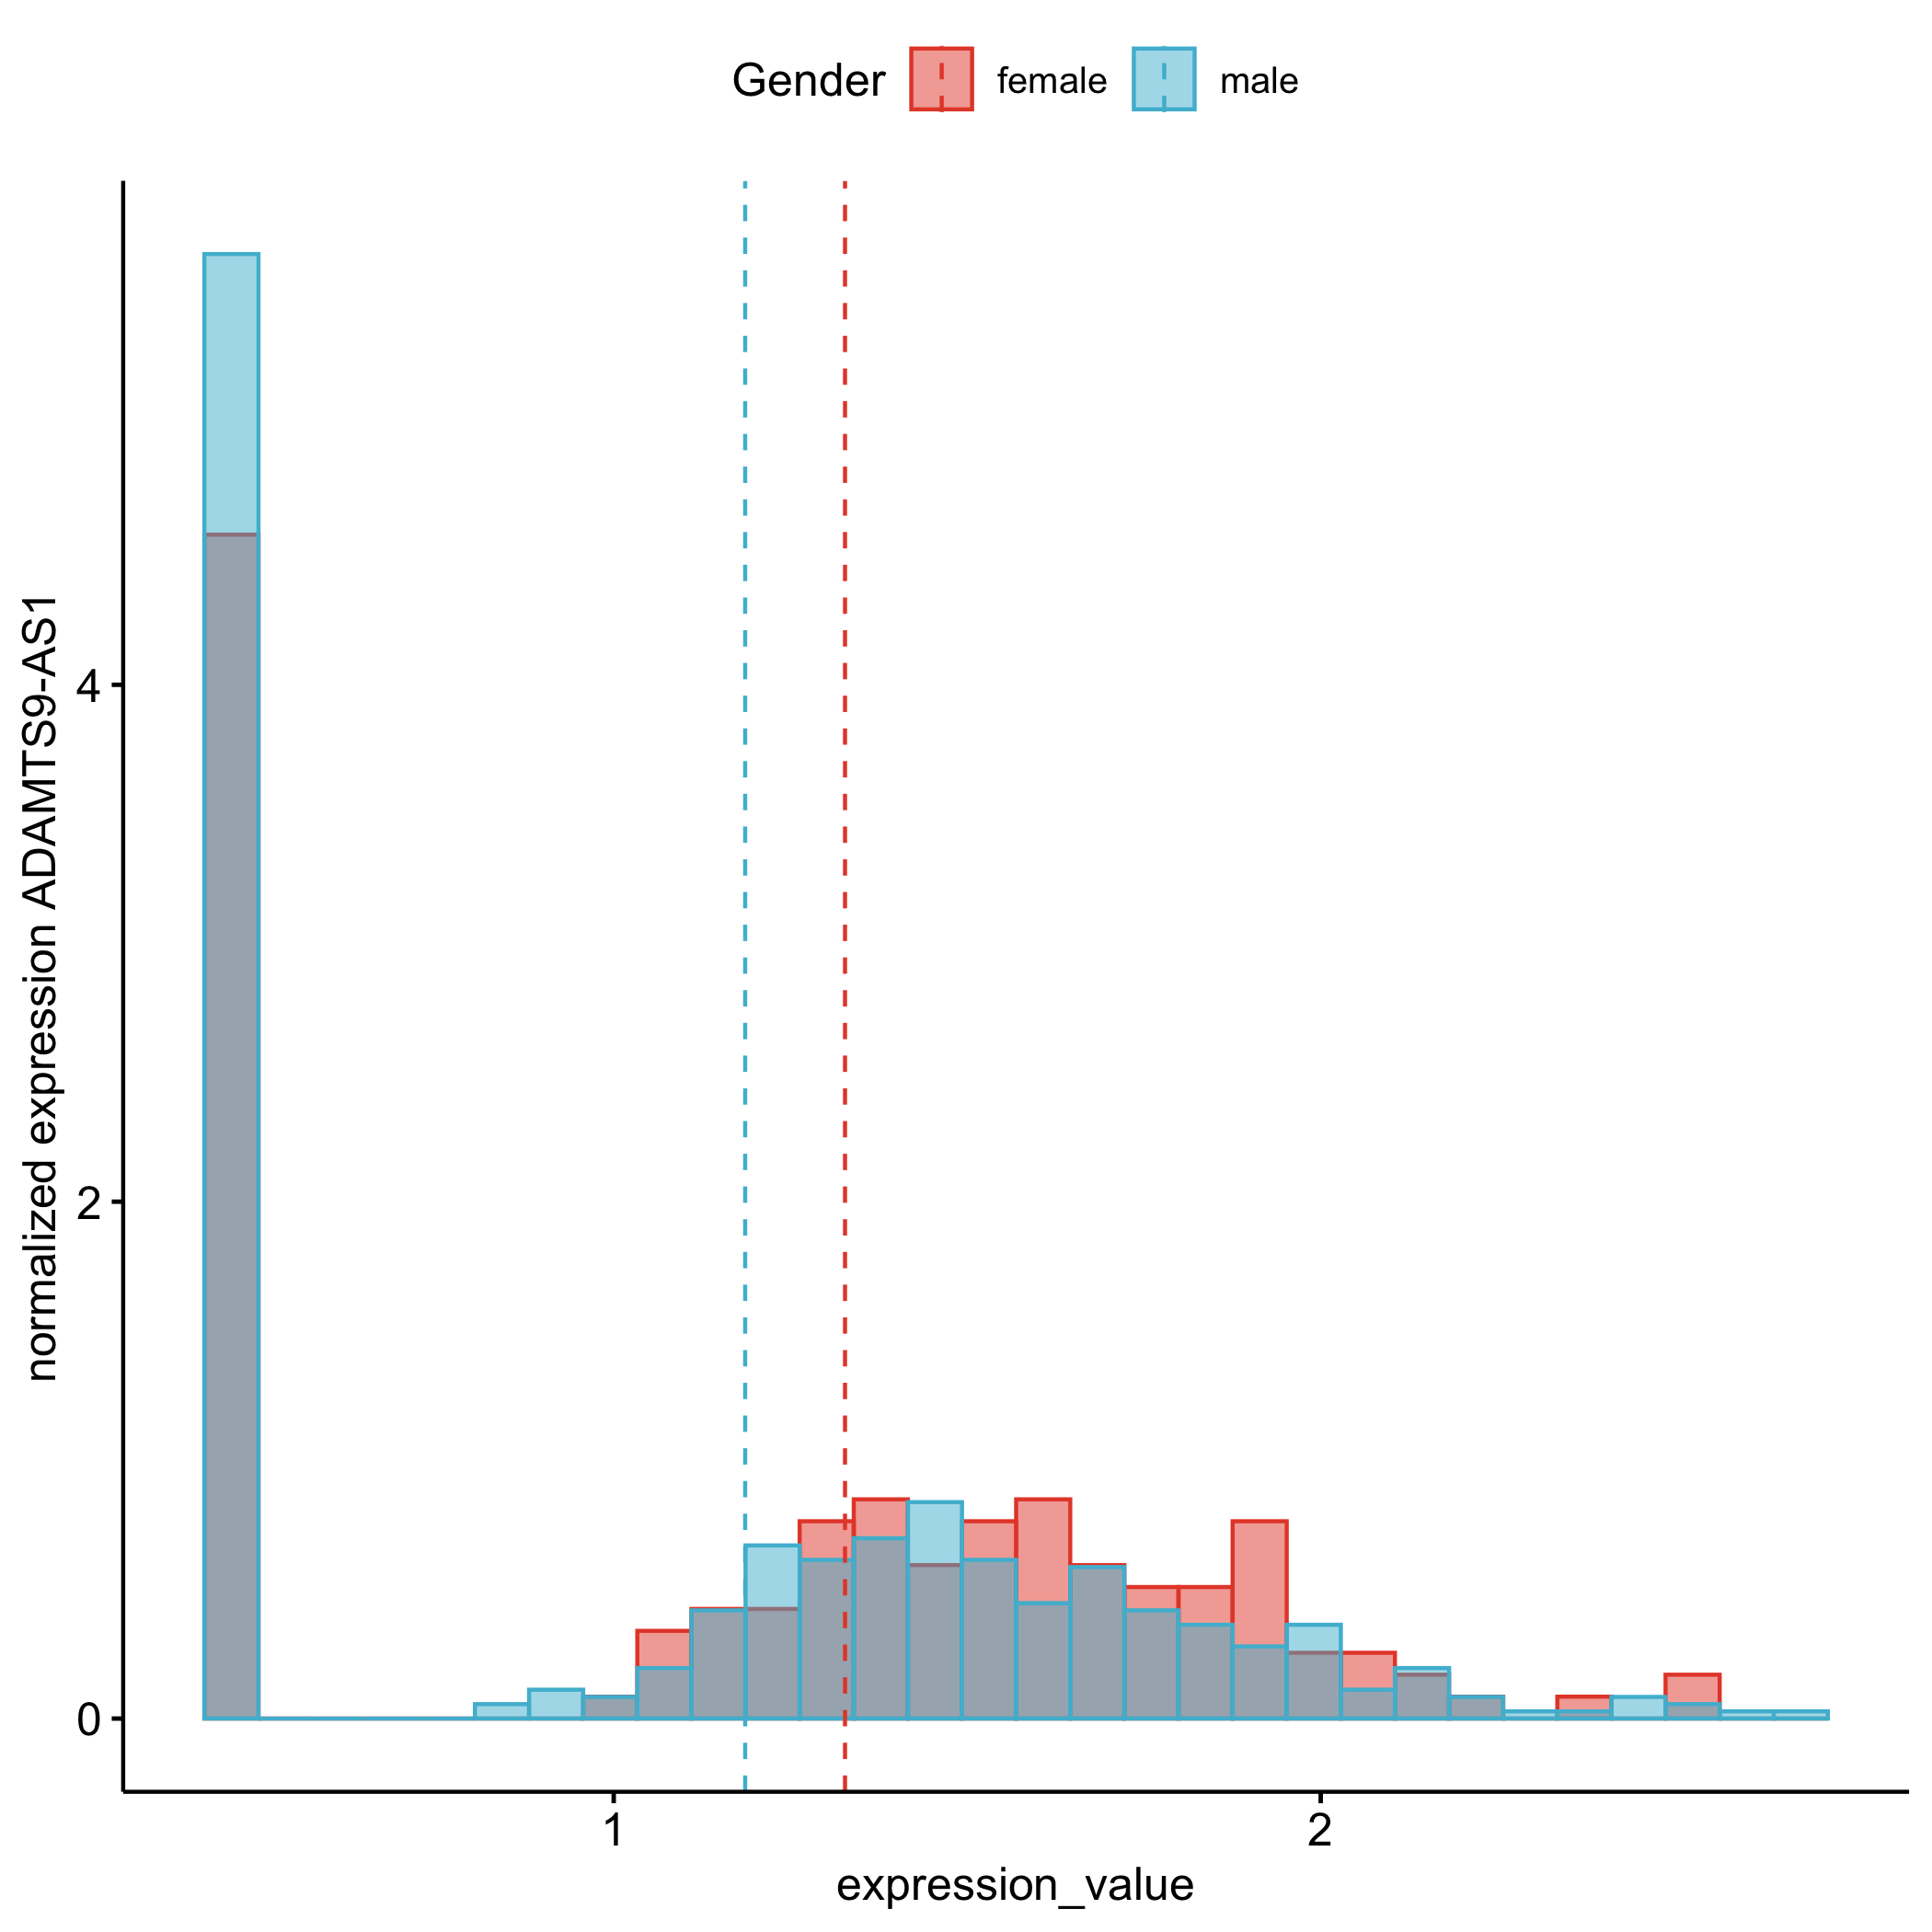 Gender female male
normalized expression ADAMTS9-AS1
4
2
0
1 2
expression_value